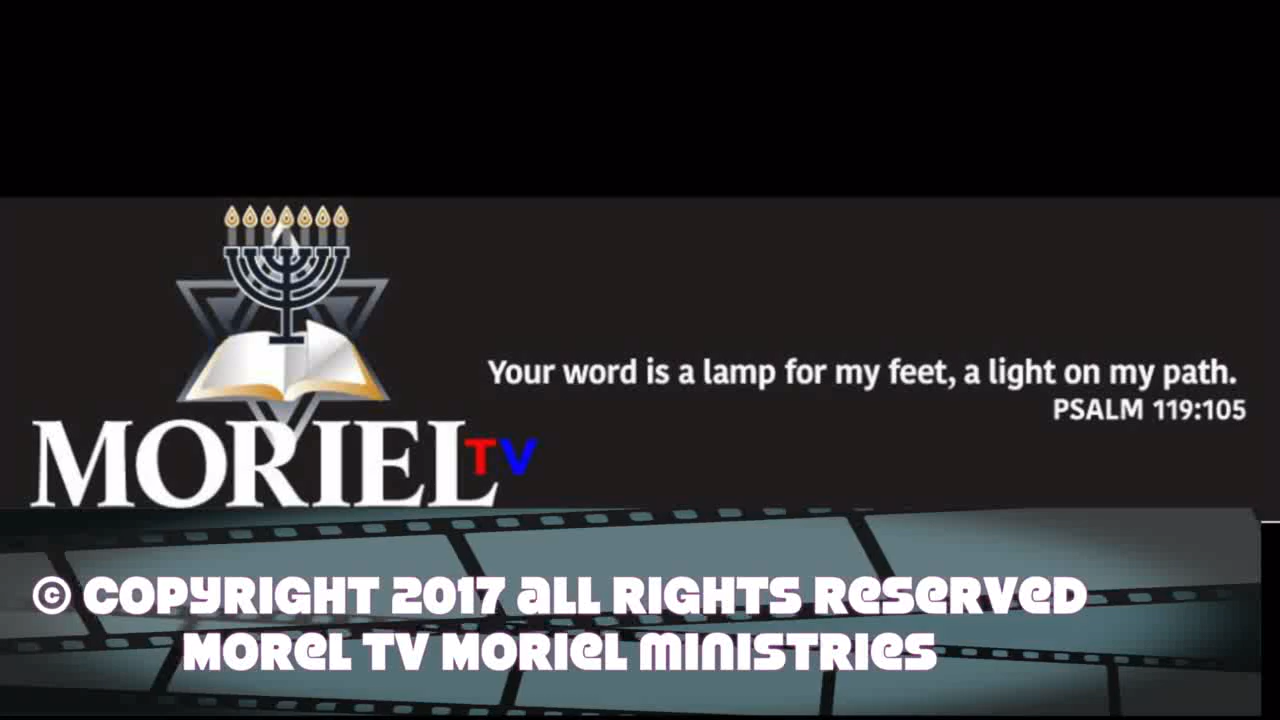 Your word is a lamp for my feet, a light on my path.
PSALM 119:105
MORIEL TV
© COPYRIGHT 2017 aLL RIGHTS ReSeRVeD
MOReL TV MORIeL MINISTRIeS